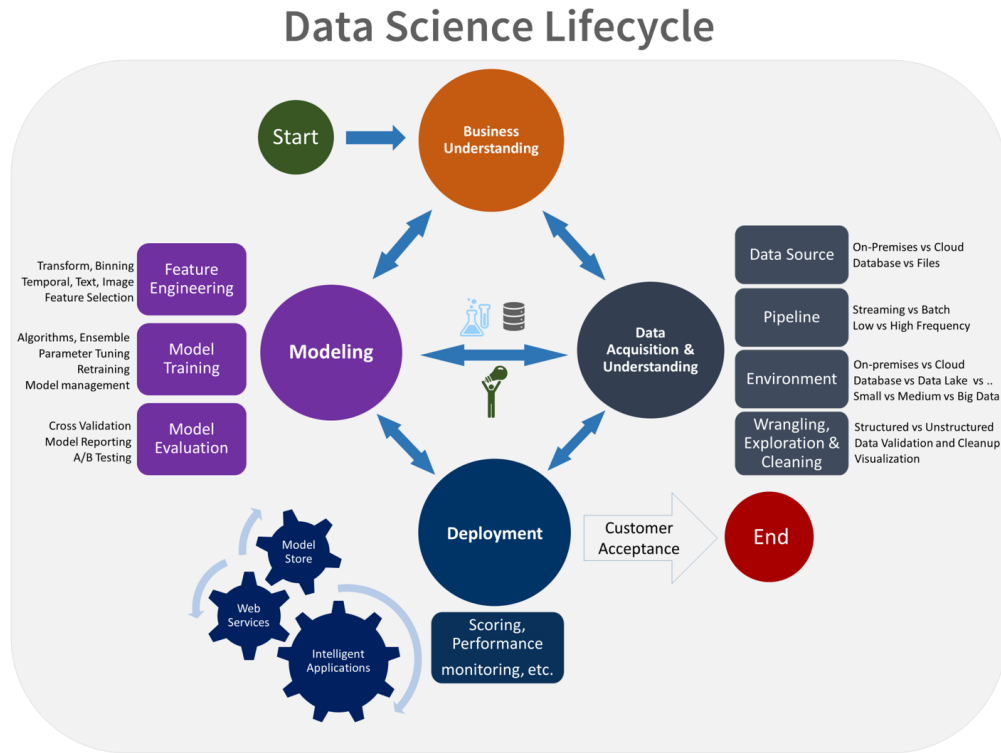 Data Science Lifecycle
Start
Business
Understanding
Transform, Binning
Temporal, Text, Image
Feature Selection
Feature
Engineering
Algorithms, Ensemble
Parameter Tuning
Retraining
Model management
Model
Training
Cross Validation
Model Reporting
A/B Testing
Model
Evaluation
Modeling
Data
Acquisition &
Understanding
Data Source
On-Premises vs Cloud
Database vs Files
Pipeline
Streaming vs Batch
Low vs High Frequency
Environment
On-premises vs Cloud
Database vs Data Lake vs ..
Small vs Medium vs Big Data
Wrangling,
Exploration &
Cleaning
Structured vs Unstructured
Data Validation and Cleanup
Visualization
Deployment
Customer
Acceptance
End
Model
Store
Web
Services
Intelligent
Applications
Scoring,
Performance
monitoring, etc.